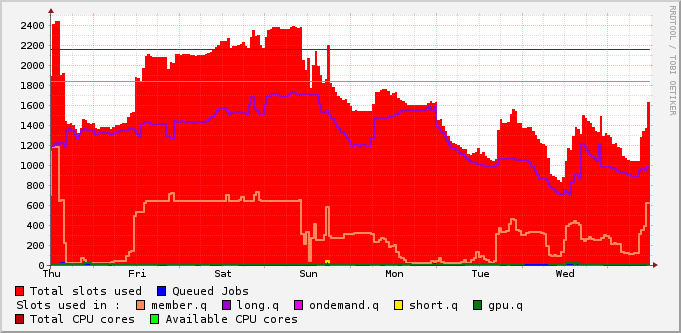 2400
2200
2000
1800
1600
1400
1200
1000
800
600
400
200
0
Thu Fri Sat Sun Mon Tue Wed
Total slots used Queued Jobs
Slots used in : member.q long.q ondemand.q short.q gpu.q
Total CPU cores Available CPU cores
RRDTOOL / TOBI OETIKER